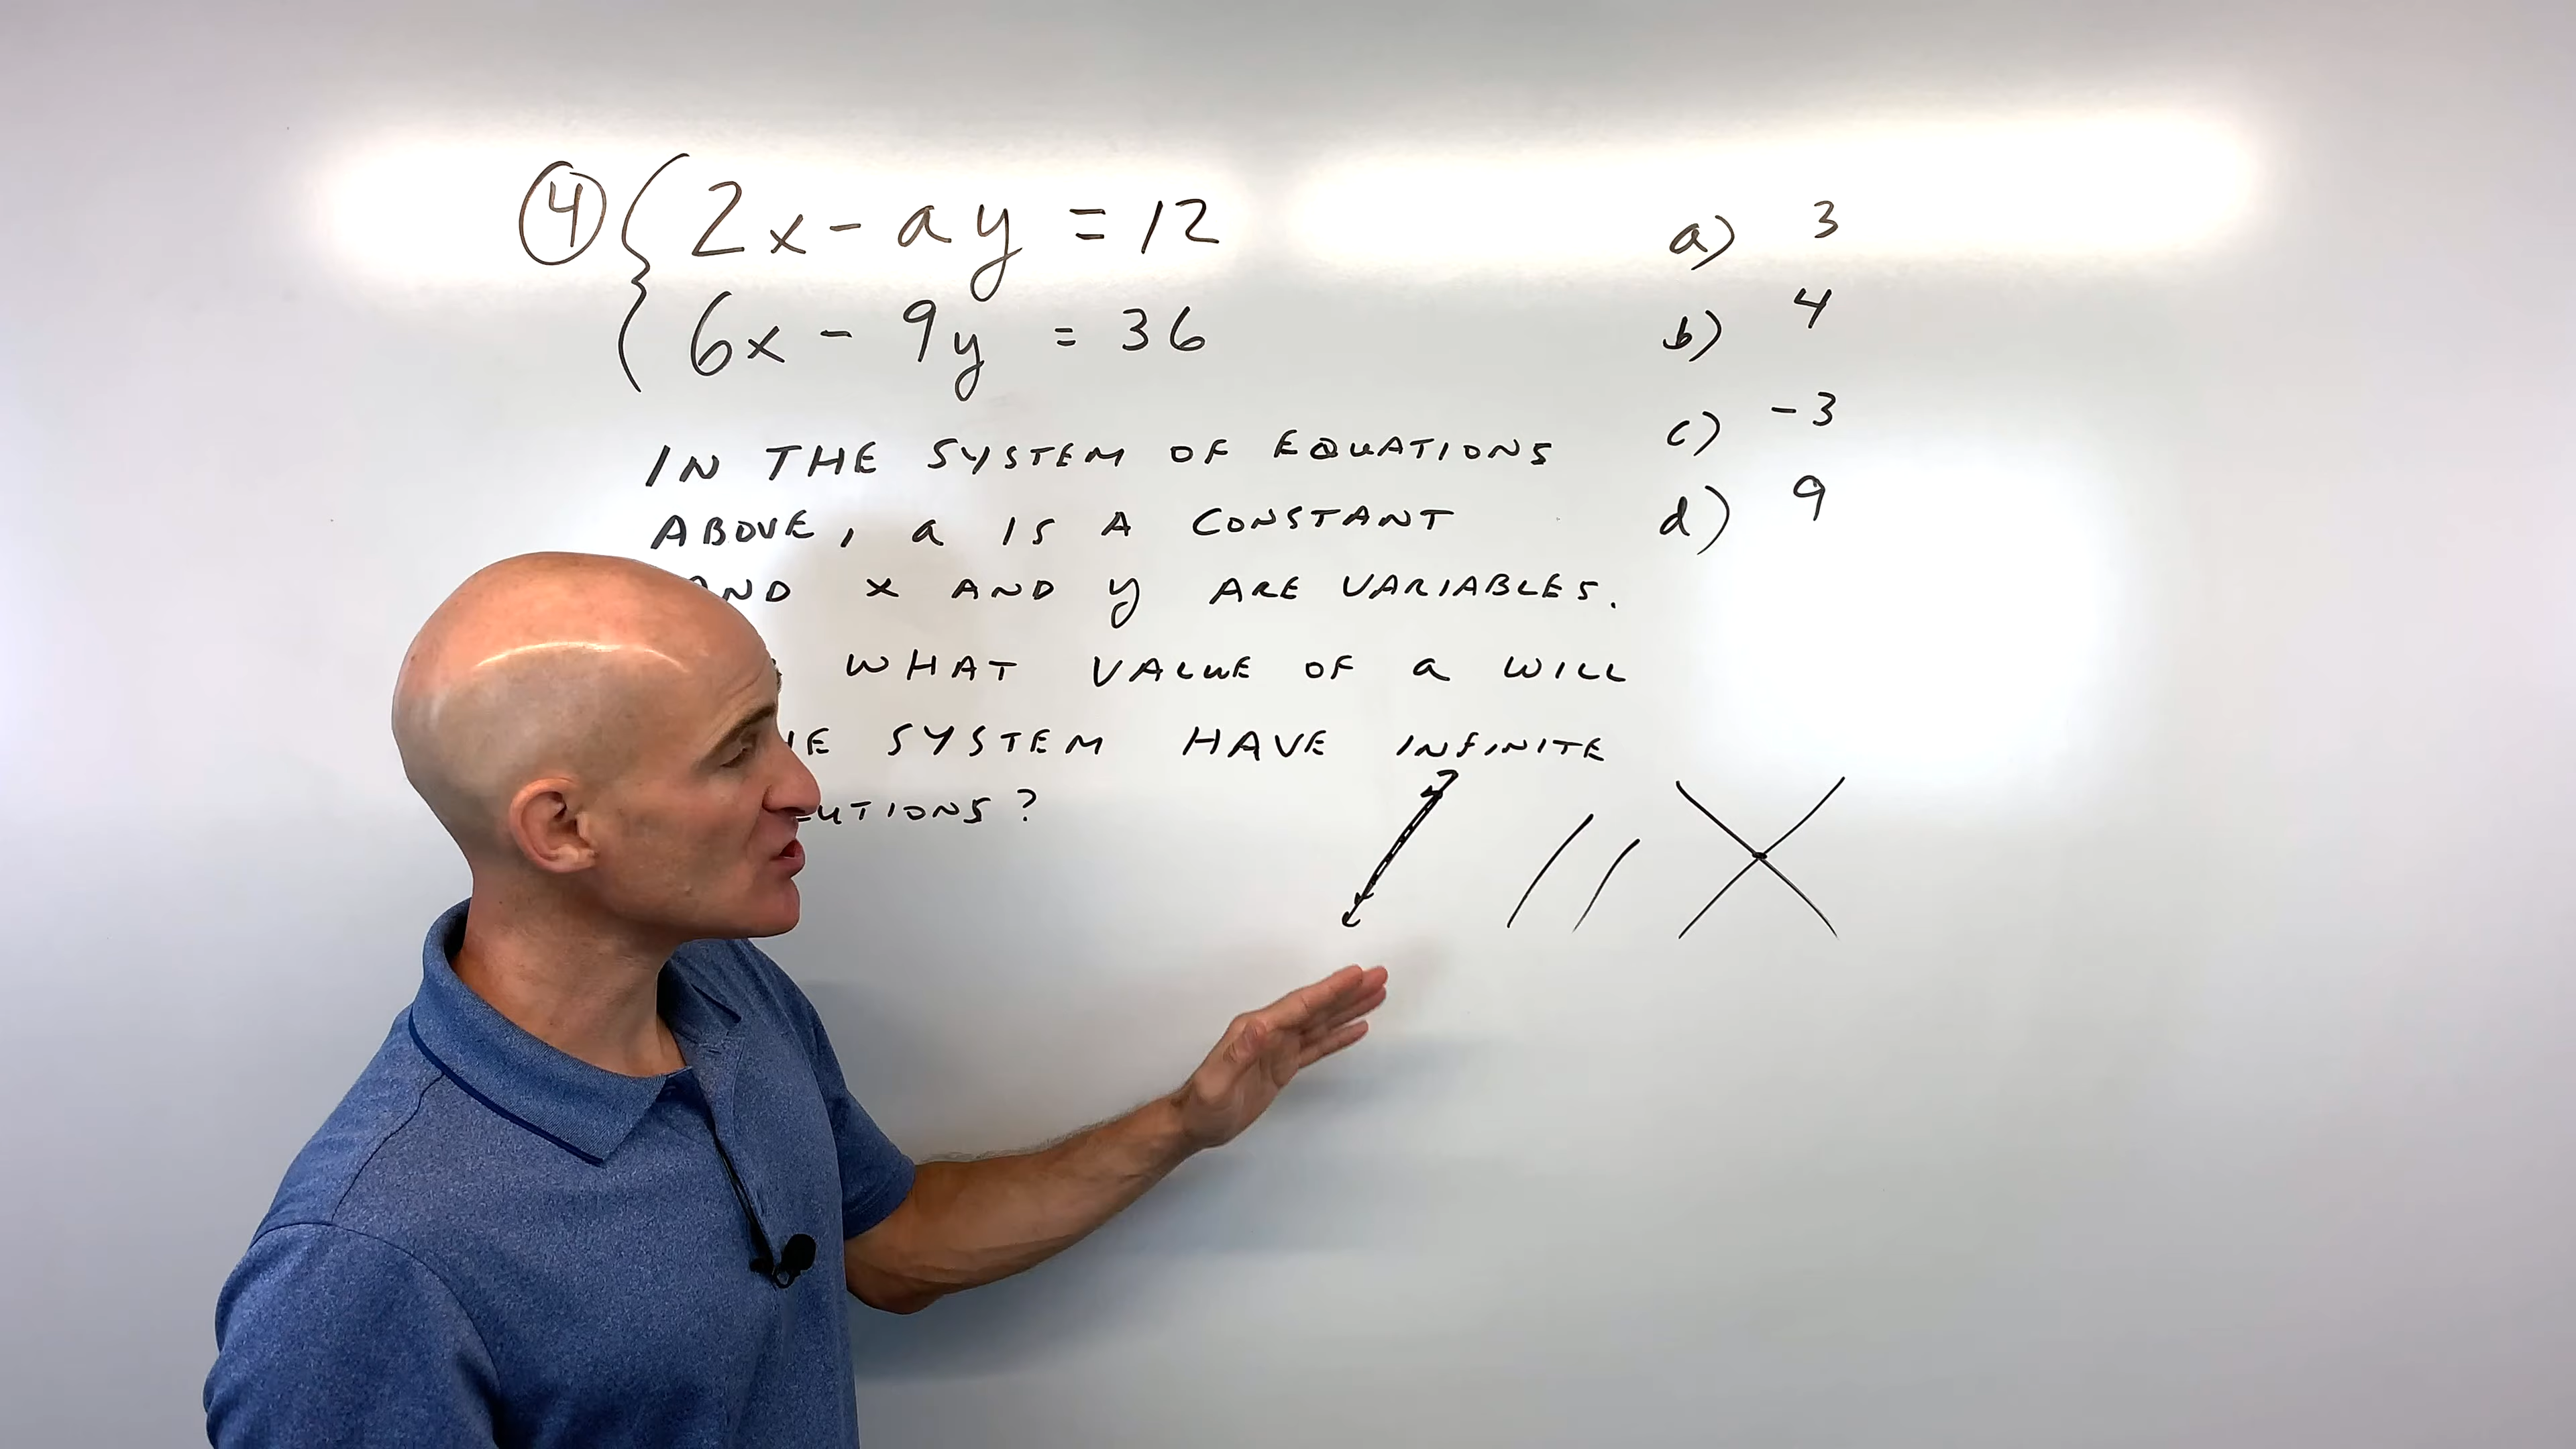 ④ 2x - ay = 12
6x - 9y = 36
IN THE SYSTEM OF EQUATIONS
ABOVE, a IS A CONSTANT
x AND y ARE VARIABLES.
WHAT VALUE OF a WILL
SYSTEM HAVE INFINITE
a) 3
b) 4
c) -3
d) 9